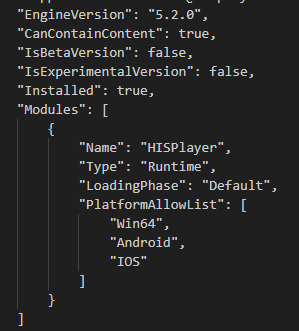 "EngineVersion": "5.2.0",
"CanContainContent": true,
"IsBetaVersion": false,
"IsExperimentalVersion": false,
"Installed": true,
"Modules": [
{
"Name": "HISPlayer",
"Type": "Runtime",
"LoadingPhase": "Default",
"PlatformAllowList": [
"Win64",
"Android",
"IOS"
]
}
]